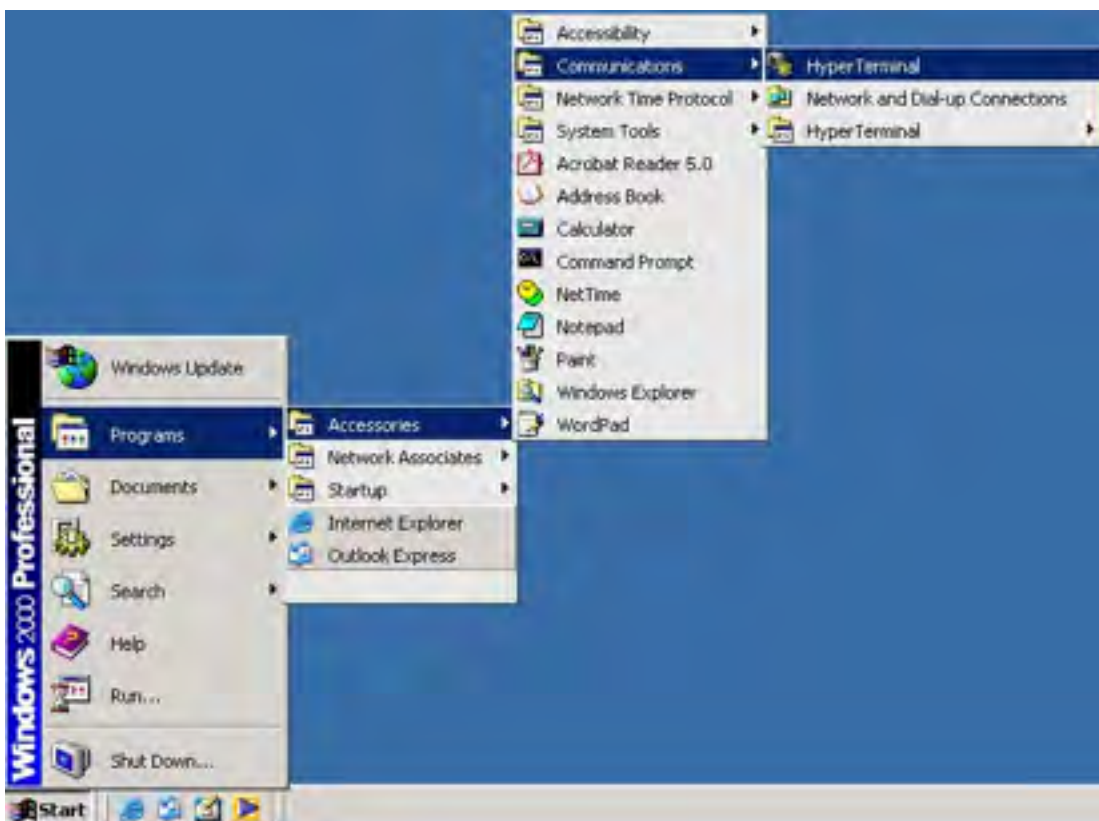 Accessibility
Communications
Network Time Protocol
System Tools
Acrobat Reader 5.0
Address Book
Calculator
Command Prompt
NetTime
Notepad
Paint
Windows Explorer
WordPad
HyperTerminal
Network and Dial-up Connections
HyperTerminal
Windows Update
Programs
Documents
Settings
Search
Help
Run...
Shut Down...
Accessories
Network Associates
Startup
Internet Explorer
Outlook Express
Windows 2000 Professional
Start